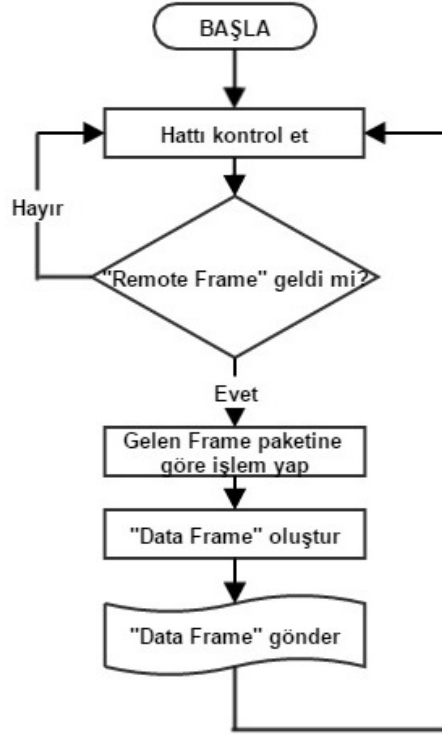 BAŞLA
Hattı kontrol et
Hayır
"Remote Frame" geldi mi?
Evet
Gelen Frame paketine
göre işlem yap
"Data Frame" oluştur
"Data Frame" gönder